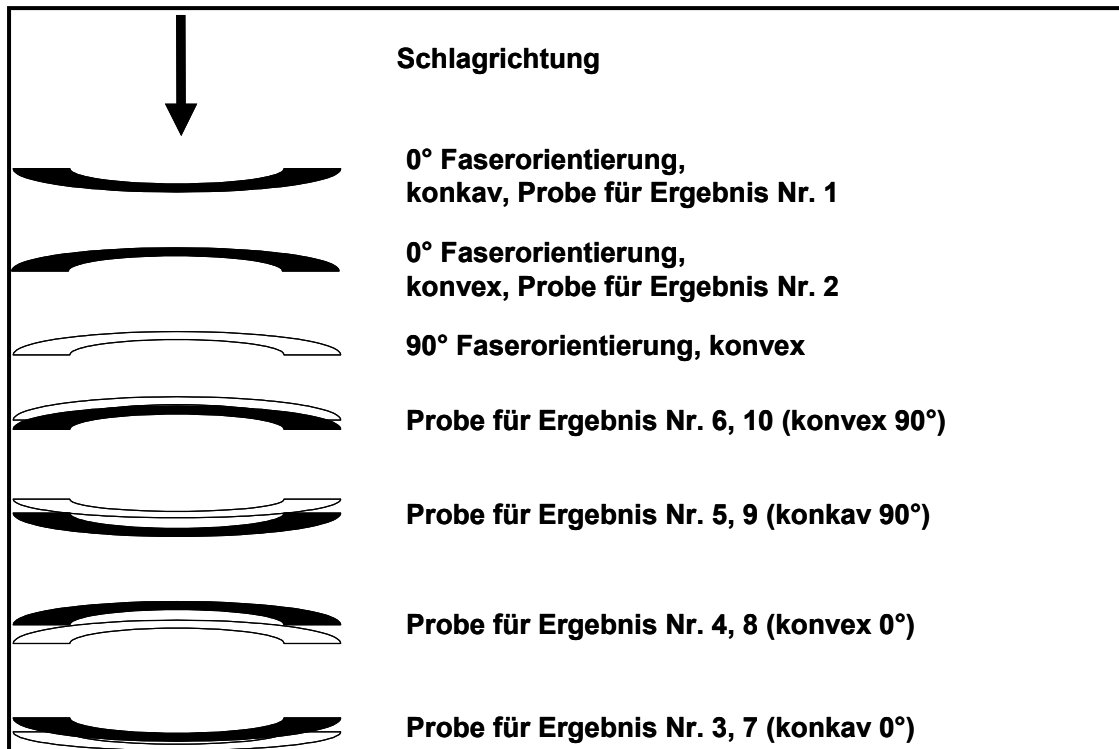 Schlagrichtung
0° Faserorientierung,
konkav, Probe für Ergebnis Nr. 1
0° Faserorientierung,
konvex, Probe für Ergebnis Nr. 2
90° Faserorientierung, konvex
Probe für Ergebnis Nr. 6, 10 (konvex 90°)
Probe für Ergebnis Nr. 5, 9 (konkav 90°)
Probe für Ergebnis Nr. 4, 8 (konvex 0°)
Probe für Ergebnis Nr. 3, 7 (konkav 0°)